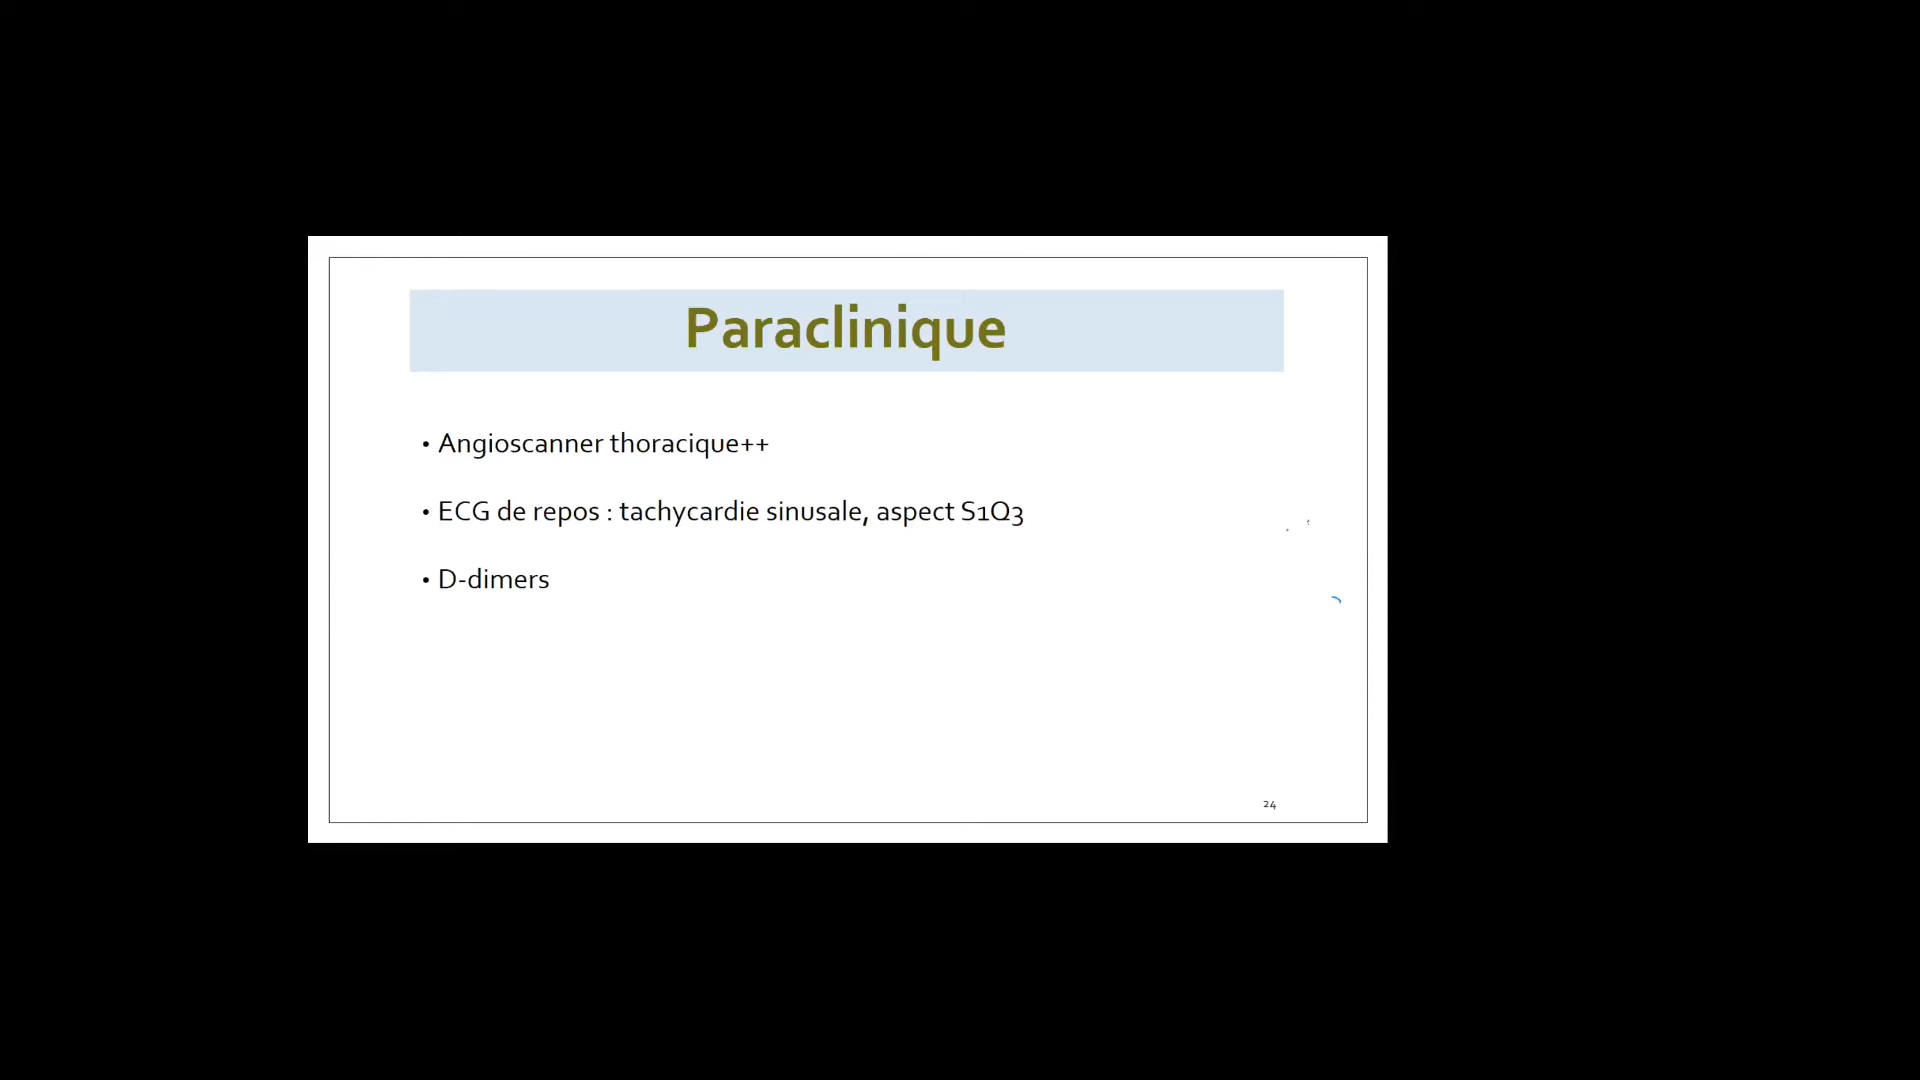 Paraclinique
• Angioscanner thoracique++
• ECG de repos : tachycardie sinusale, aspect S1Q3
• D-dimers
24